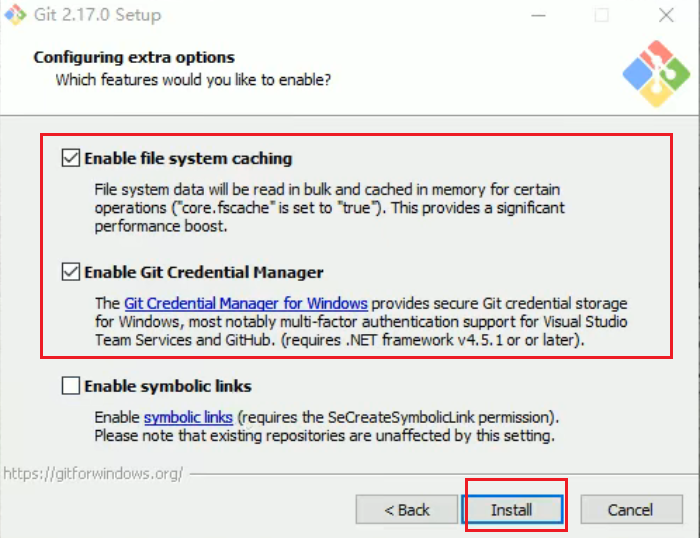 Git 2.17.0 Setup
Configuring extra options
Which features would you like to enable?
Enable file system caching
File system data will be read in bulk and cached in memory for certain
operations ("core.fscache" is set to "true"). This provides a significant
performance boost.
Enable Git Credential Manager
The Git Credential Manager for Windows provides secure Git credential storage
for Windows, most notably multi-factor authentication support for Visual Studio
Team Services and GitHub. (requires .NET framework v4.5.1 or or later).
Enable symbolic links
Enable symbolic links (requires the SeCreateSymbolicLink permission).
Please note that existing repositories are unaffected by this setting.
https://gitforwindows.org/
< Back
Install
Cancel